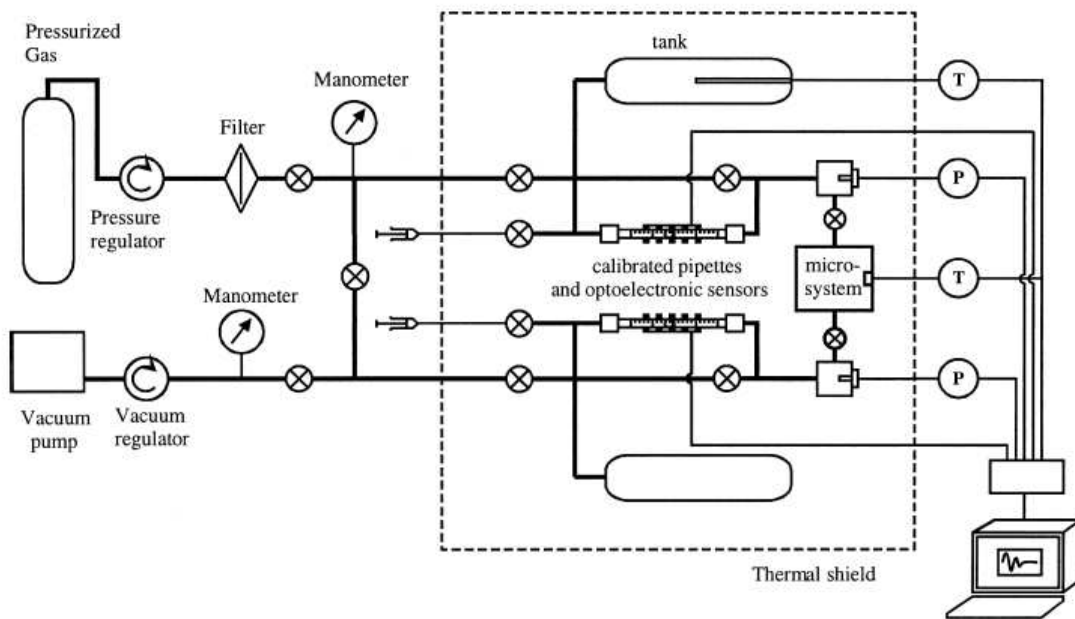 Pressurized
Gas
tank
Manometer
T
Filter
P
Pressure
regulator
calibrated pipettes
and optoelectronic sensors
micro-
system
T
Manometer
P
Vacuum
pump
Vacuum
regulator
Thermal shield